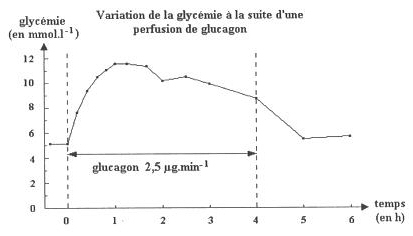 Variation de la glycémie à la suite d'une
perfusion de glucagon
glycémie
(en mmol.l⁻¹)
12
10
8
6
4
2
0
glucagon 2,5 µg.min⁻¹
0 1 2 3 4 5 6
temps
(en h)